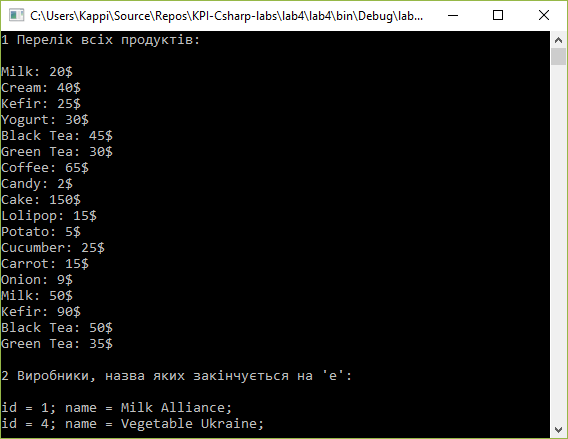 C:\Users\Kappi\Source\Repos\KPI-Csharp-labs\lab4\lab4\bin\Debug\lab...
1 Перелік всіх продуктів:
Milk: 20$
Cream: 40$
Kefir: 25$
Yogurt: 30$
Black Tea: 45$
Green Tea: 30$
Coffee: 65$
Candy: 2$
Cake: 150$
Lolipop: 15$
Potato: 5$
Cucumber: 25$
Carrot: 15$
Onion: 9$
Milk: 50$
Kefir: 90$
Black Tea: 50$
Green Tea: 35$
2 Виробники, назва яких закінчується на 'e':
id = 1; name = Milk Alliance;
id = 4; name = Vegetable Ukraine;